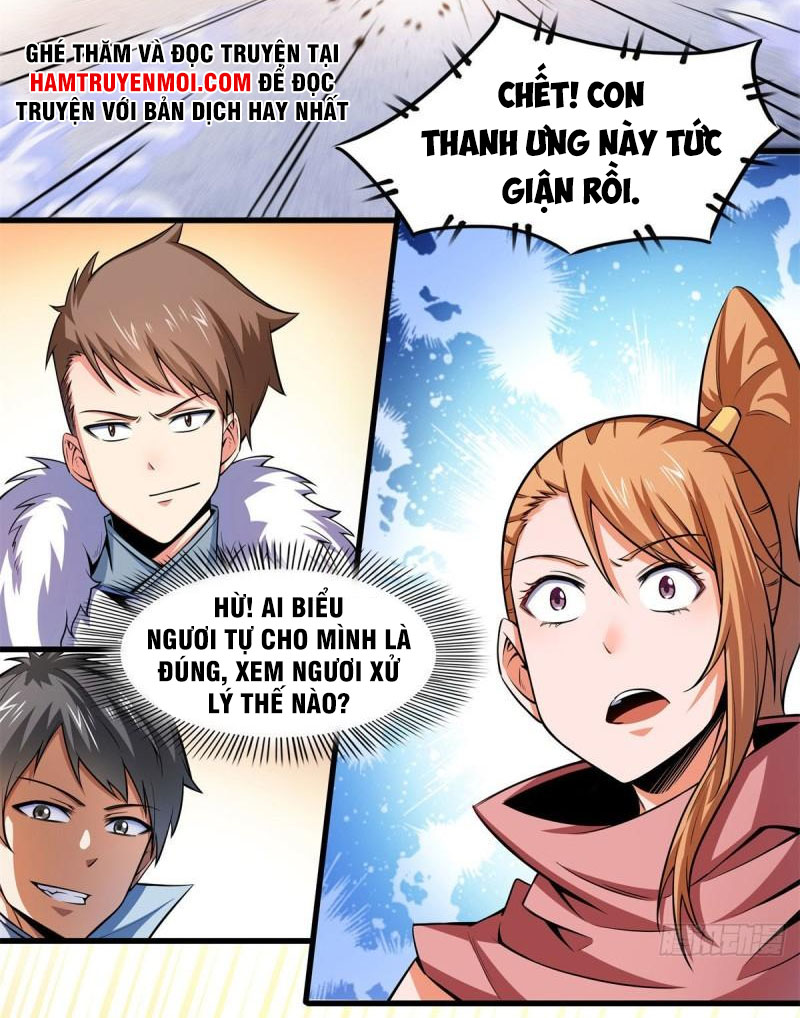 GHÉ THĂM VÀ ĐỌC TRUYỆN TẠI
HAMTRUYENMOI.COM ĐỂ ĐỌC
TRUYỆN VỚI BẢN DỊCH HAY NHẤT
CHẾT! CON
THANH ƯNG NÀY TỨC
GIẬN RỒI.
HỪ! AI BIỂU
NGƯƠI TỰ CHO MÌNH LÀ
ĐÚNG, XEM NGƯƠI XỬ
LÝ THẾ NÀO?